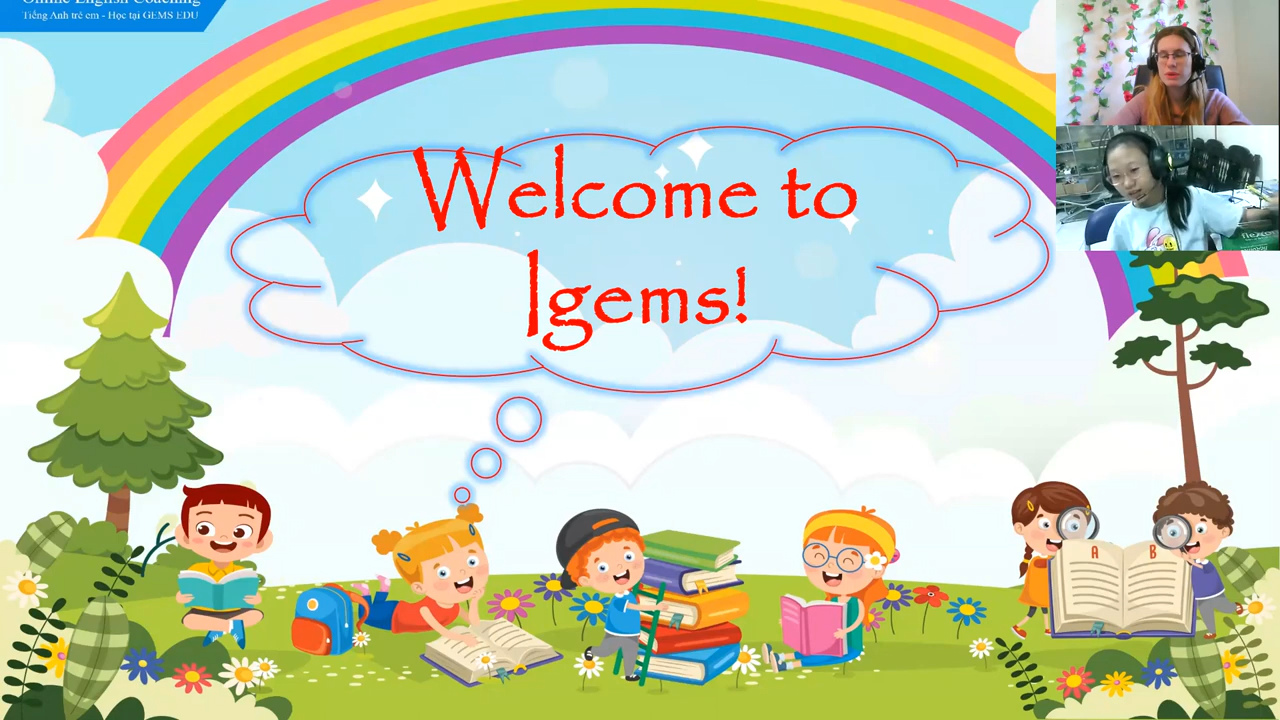 Online English Coaching
Tiếng Anh trẻ em - Học tại GEMS EDU
Welcome to
Igems!
A B